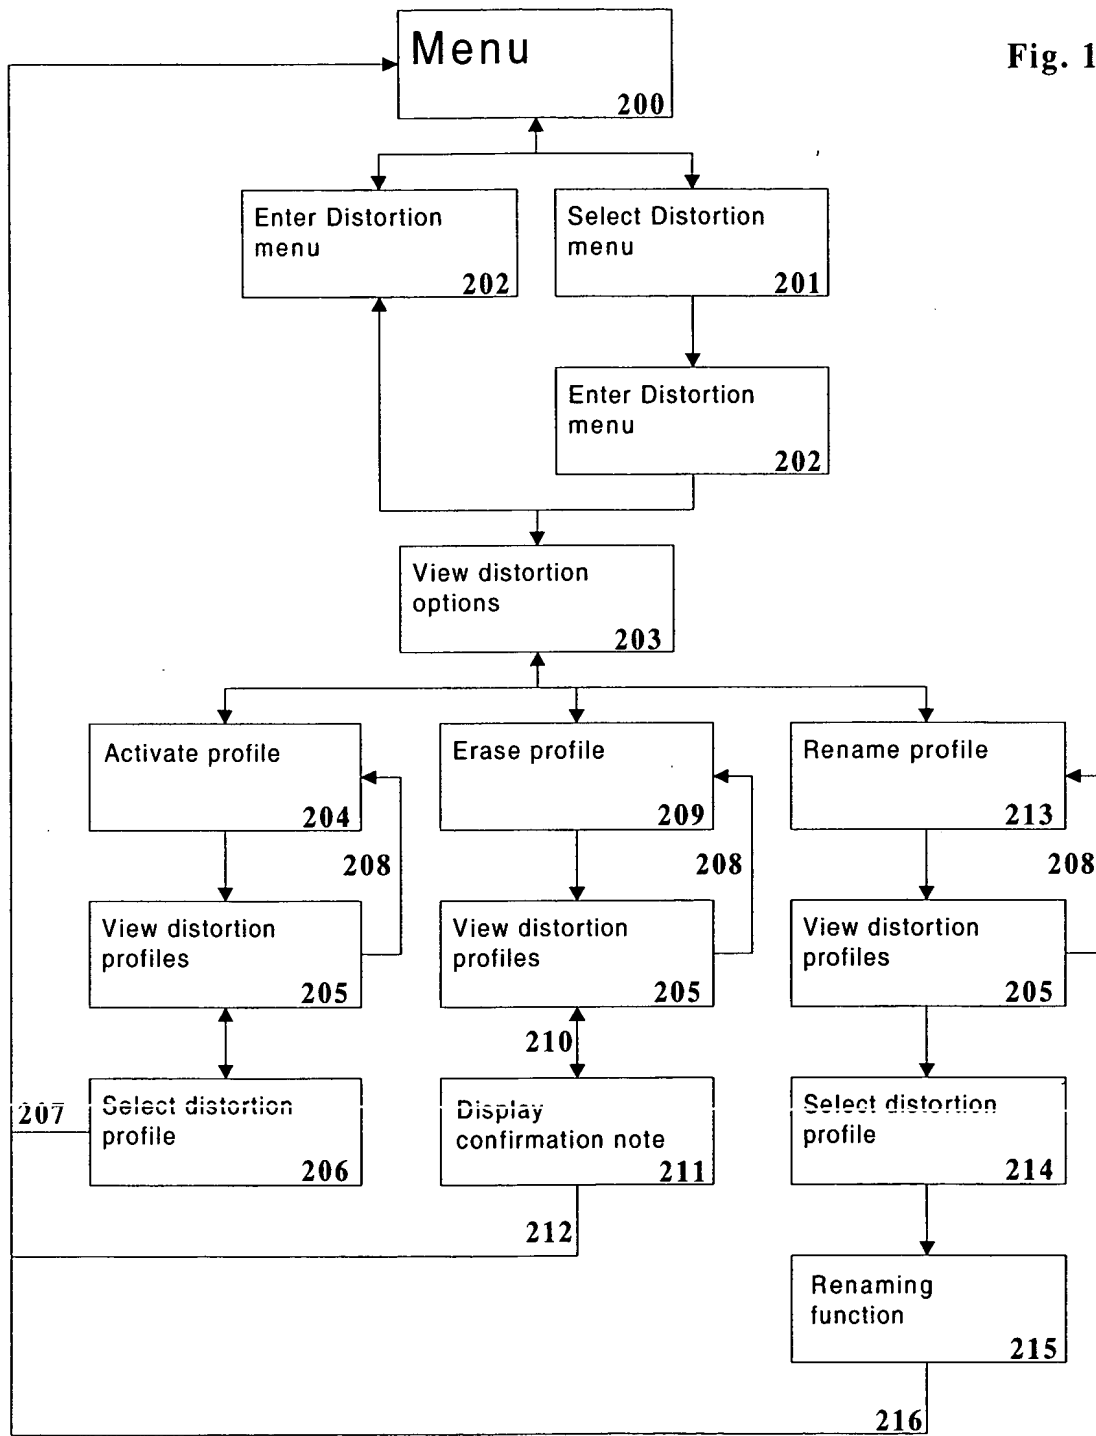 Menu
200
Fig. 1
Enter Distortion
menu
202
Select Distortion
menu
201
Enter Distortion
menu
202
View distortion
options
203
Activate profile
204
Erase profile
209
Rename profile
213
208
208
208
View distortion
profiles
205
View distortion
profiles
205
View distortion
profiles
205
210
207
Select distortion
profile
206
Display
confirmation note
211
Select distortion
profile
214
212
Renaming
function
215
216